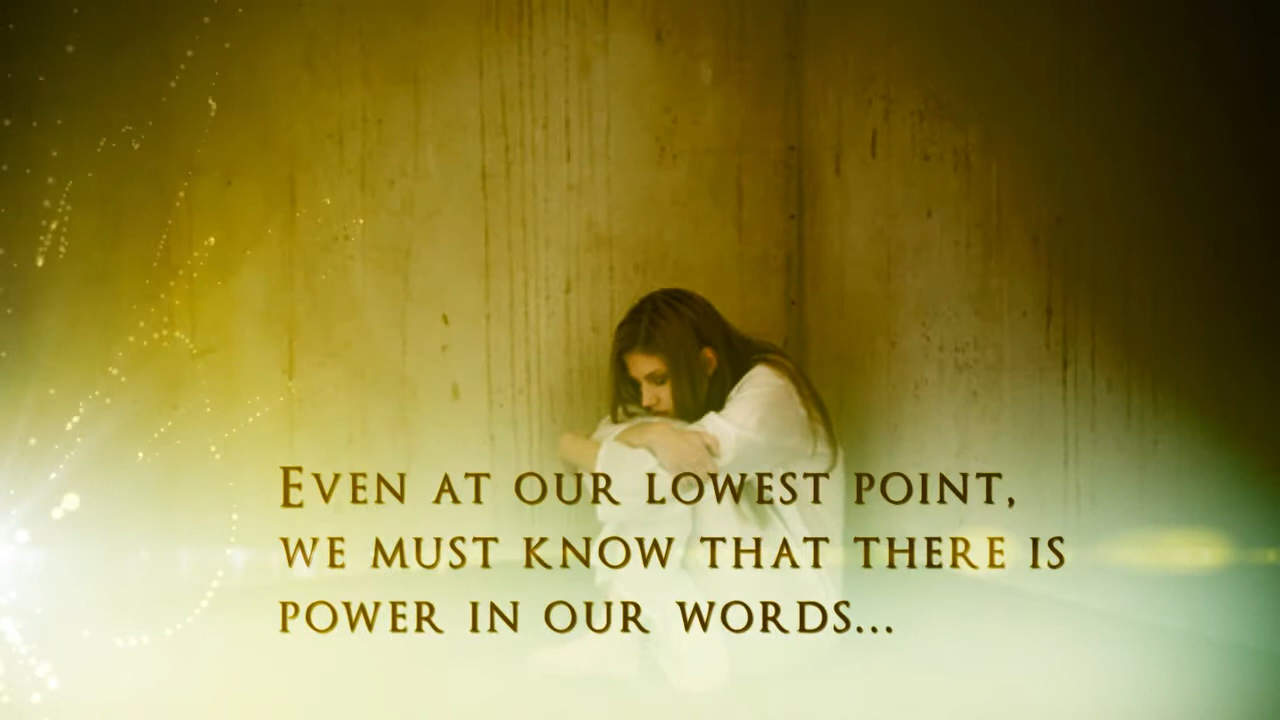 Even at our lowest point,
we must know that there is
power in our words...